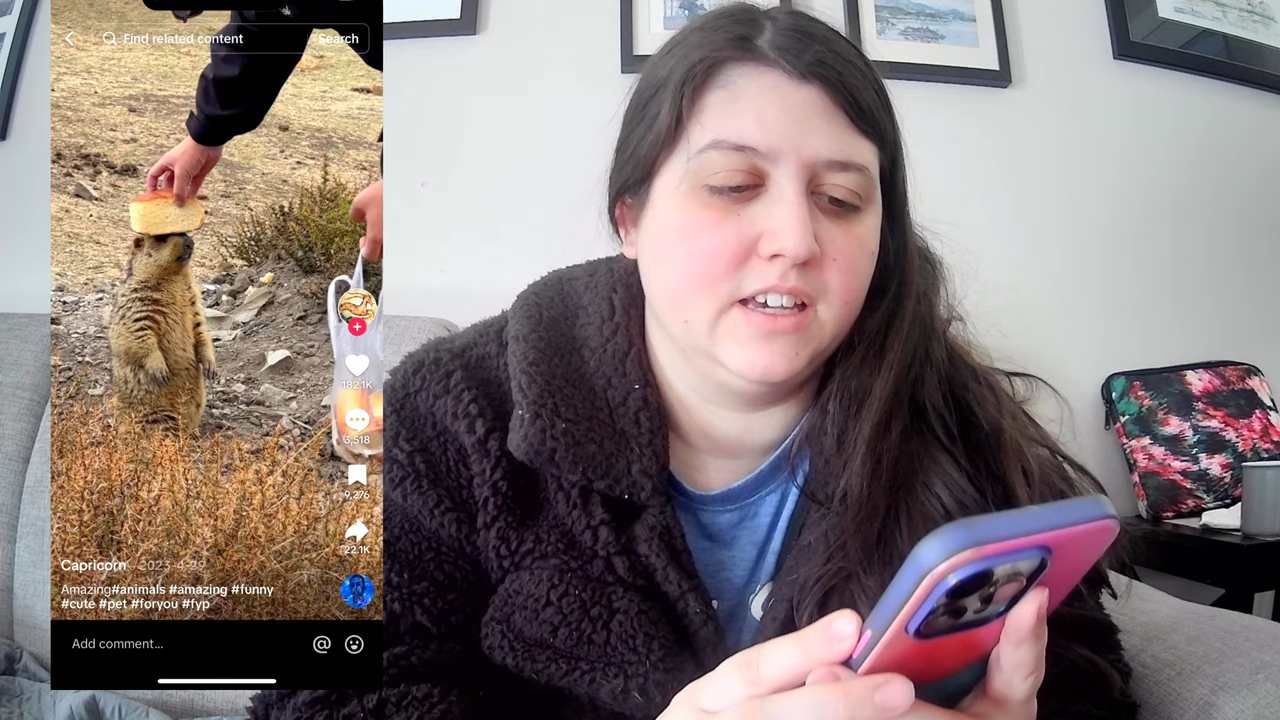 Find related content
Search
182.1K
3,518
9,276
22.1K
Capricorn · 2023-4-29
Amazing#animals #amazing #funny
#cute #pet #foryou #fyp
Add comment...
@